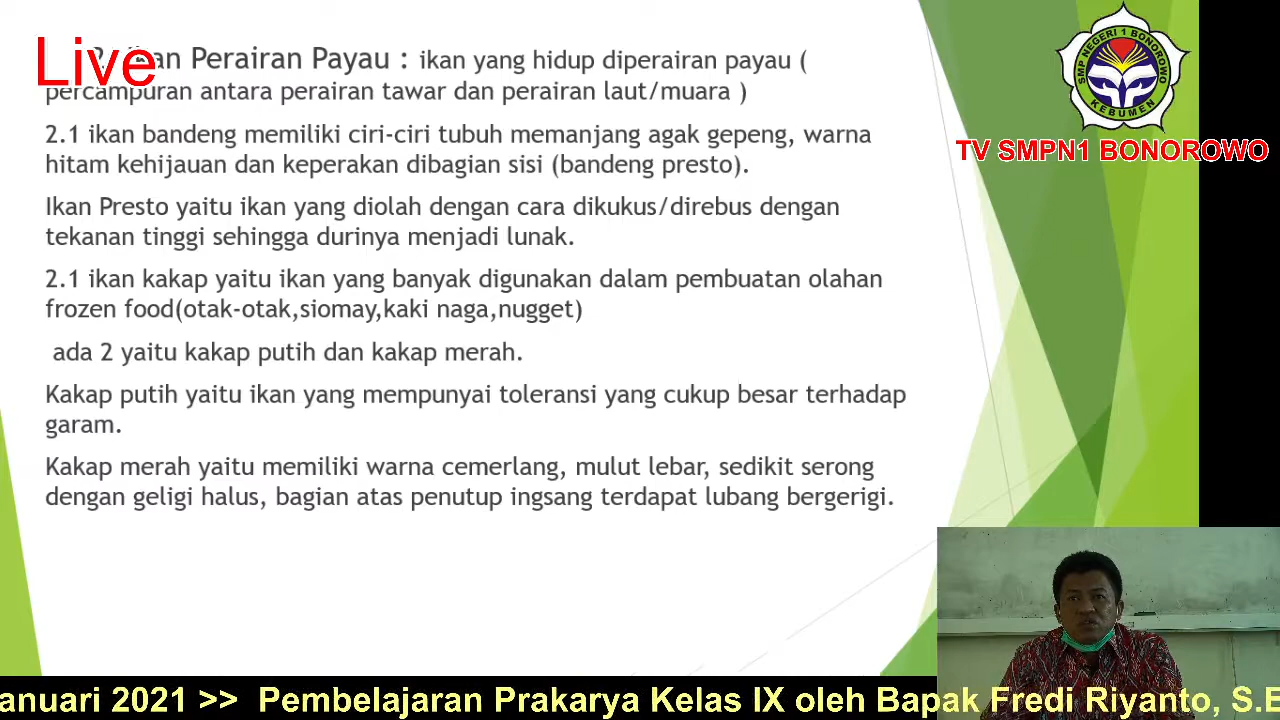 Live
2. Ikan Perairan Payau : ikan yang hidup diperairan payau (
percampuran antara perairan tawar dan perairan laut/muara )
2.1 ikan bandeng memiliki ciri-ciri tubuh memanjang agak gepeng, warna
hitam kehijauan dan keperakan dibagian sisi (bandeng presto).
Ikan Presto yaitu ikan yang diolah dengan cara dikukus/direbus dengan
tekanan tinggi sehingga durinya menjadi lunak.
2.1 ikan kakap yaitu ikan yang banyak digunakan dalam pembuatan olahan
frozen food(otak-otak,siomay,kaki naga,nugget)
ada 2 yaitu kakap putih dan kakap merah.
Kakap putih yaitu ikan yang mempunyai toleransi yang cukup besar terhadap
garam.
Kakap merah yaitu memiliki warna cemerlang, mulut lebar, sedikit serong
dengan geligi halus, bagian atas penutup ingsang terdapat lubang bergerigi.
SMP NEGERI 1 BONOROWO
KEBUMEN
TV SMPN1 BONOROWO
anuari 2021 >> Pembelajaran Prakarya Kelas IX oleh Bapak Fredi Riyanto, S.E